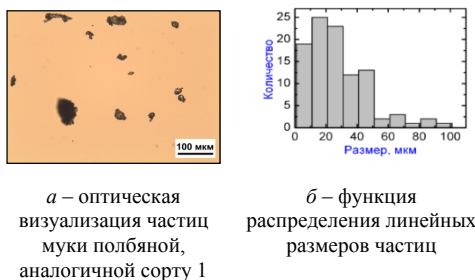 100 мкм
Количество
25
20
15
10
5
0
0 20 40 60 80 100
Размер, мкм
а – оптическая
визуализация частиц
муки полбяной,
аналогичной сорту 1
б – функция
распределения линейных
размеров частиц